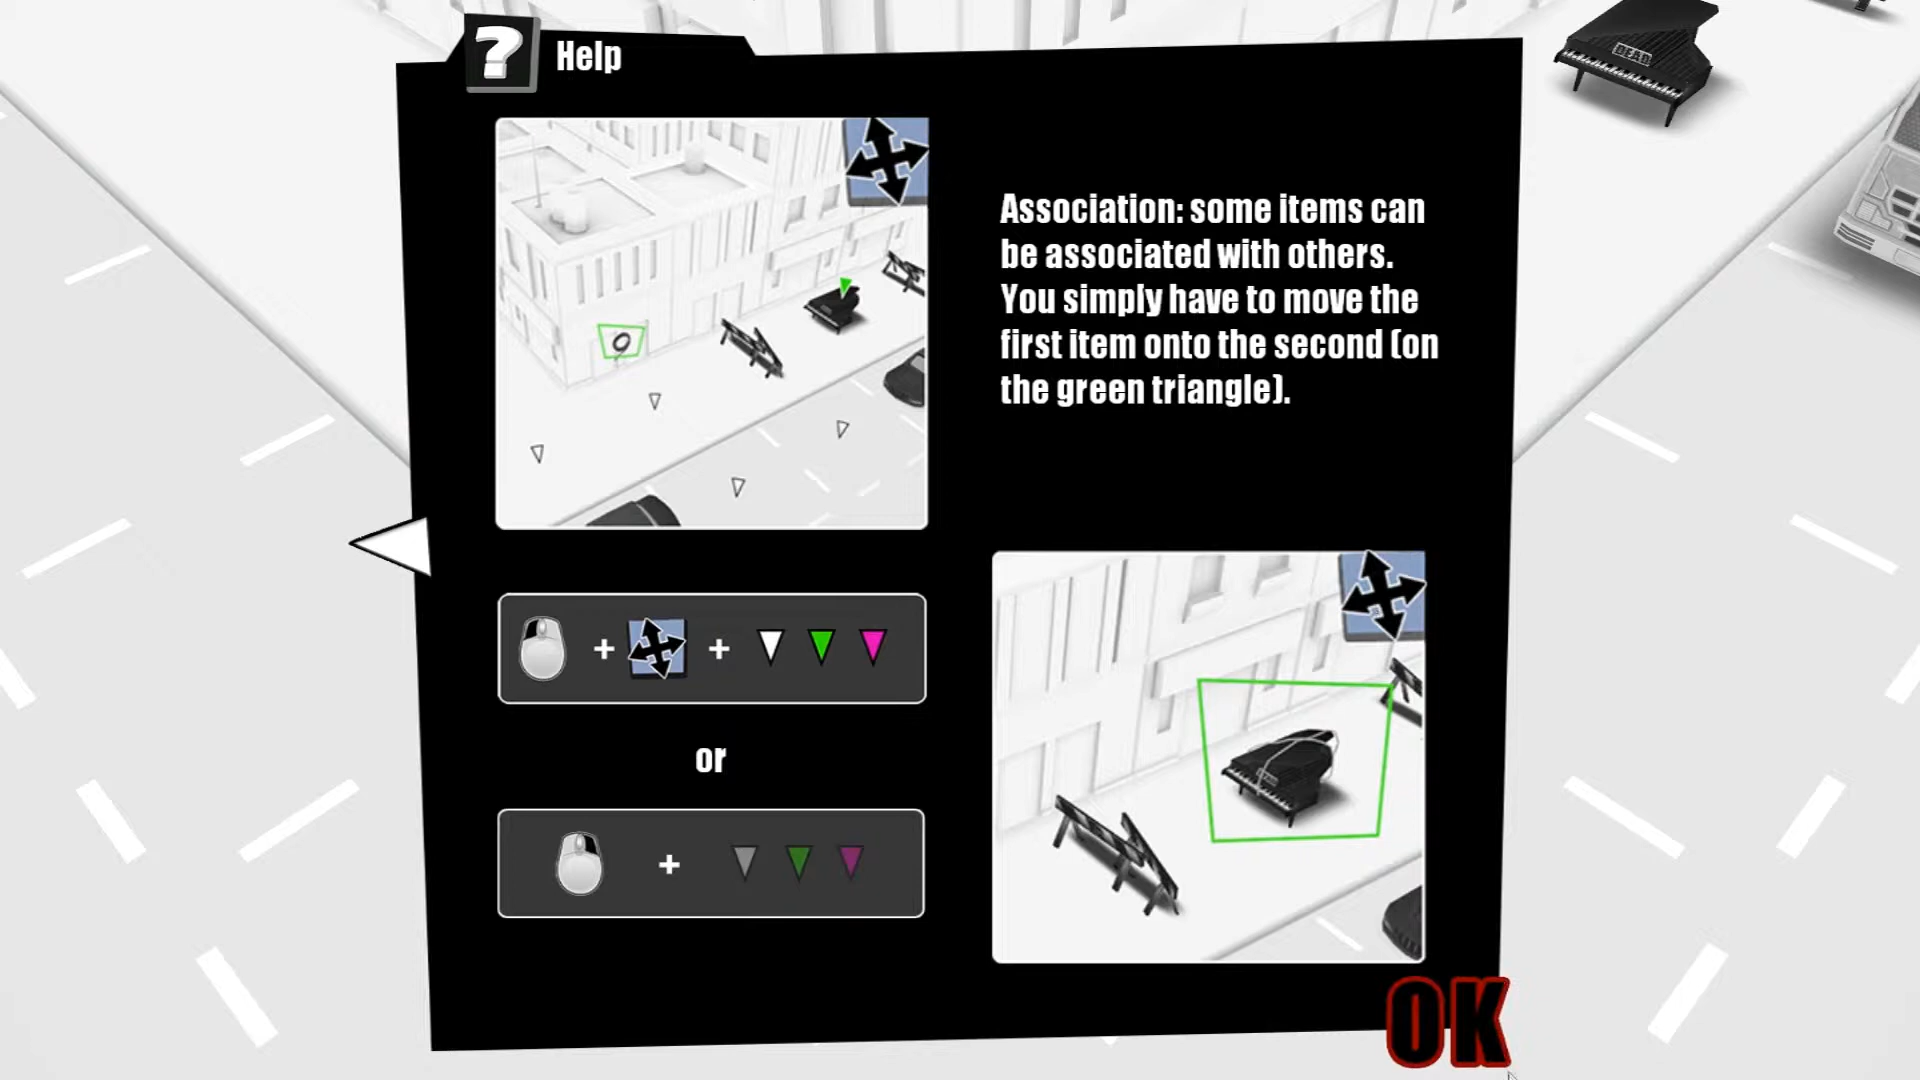 Help
DEAD
Association: some items can
be associated with others.
You simply have to move the
first item onto the second (on
the green triangle).
+ +
or
+
OK